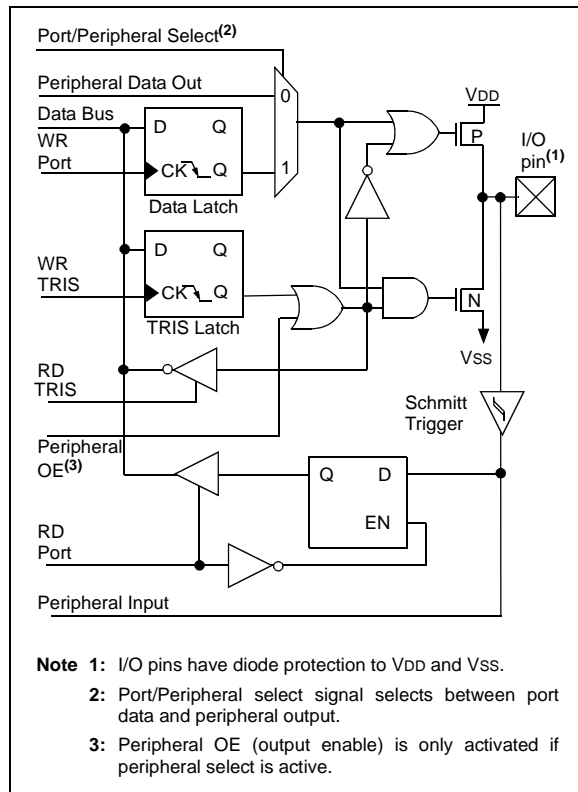 Port/Peripheral Select(2)
Peripheral Data Out
0
VDD
Data Bus
D Q
P
I/O
pin(1)
WR
Port
CK Q
1
Data Latch
D Q
WR
TRIS
CK Q
N
TRIS Latch
VSS
RD
TRIS
Schmitt
Trigger
Peripheral
OE(3)
Q D
EN
RD
Port
Peripheral Input
Note 1: I/O pins have diode protection to VDD and VSS.
2: Port/Peripheral select signal selects between port
data and peripheral output.
3: Peripheral OE (output enable) is only activated if
peripheral select is active.